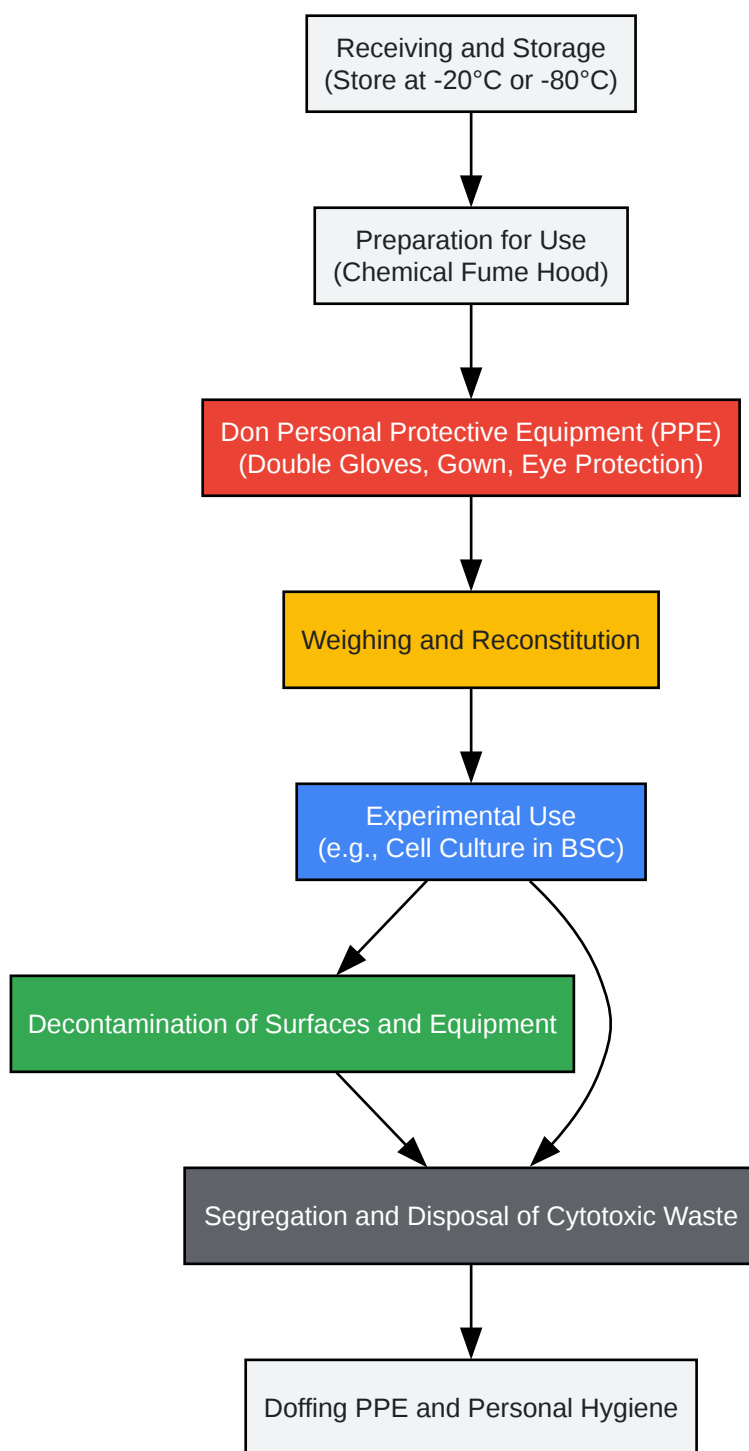 Receiving and Storage
(Store at -20°C or -80°C)
Preparation for Use
(Chemical Fume Hood)
Don Personal Protective Equipment (PPE)
(Double Gloves, Gown, Eye Protection)
Weighing and Reconstitution
Experimental Use
(e.g., Cell Culture in BSC)
Decontamination of Surfaces and Equipment
Segregation and Disposal of Cytotoxic Waste
Doffing PPE and Personal Hygiene